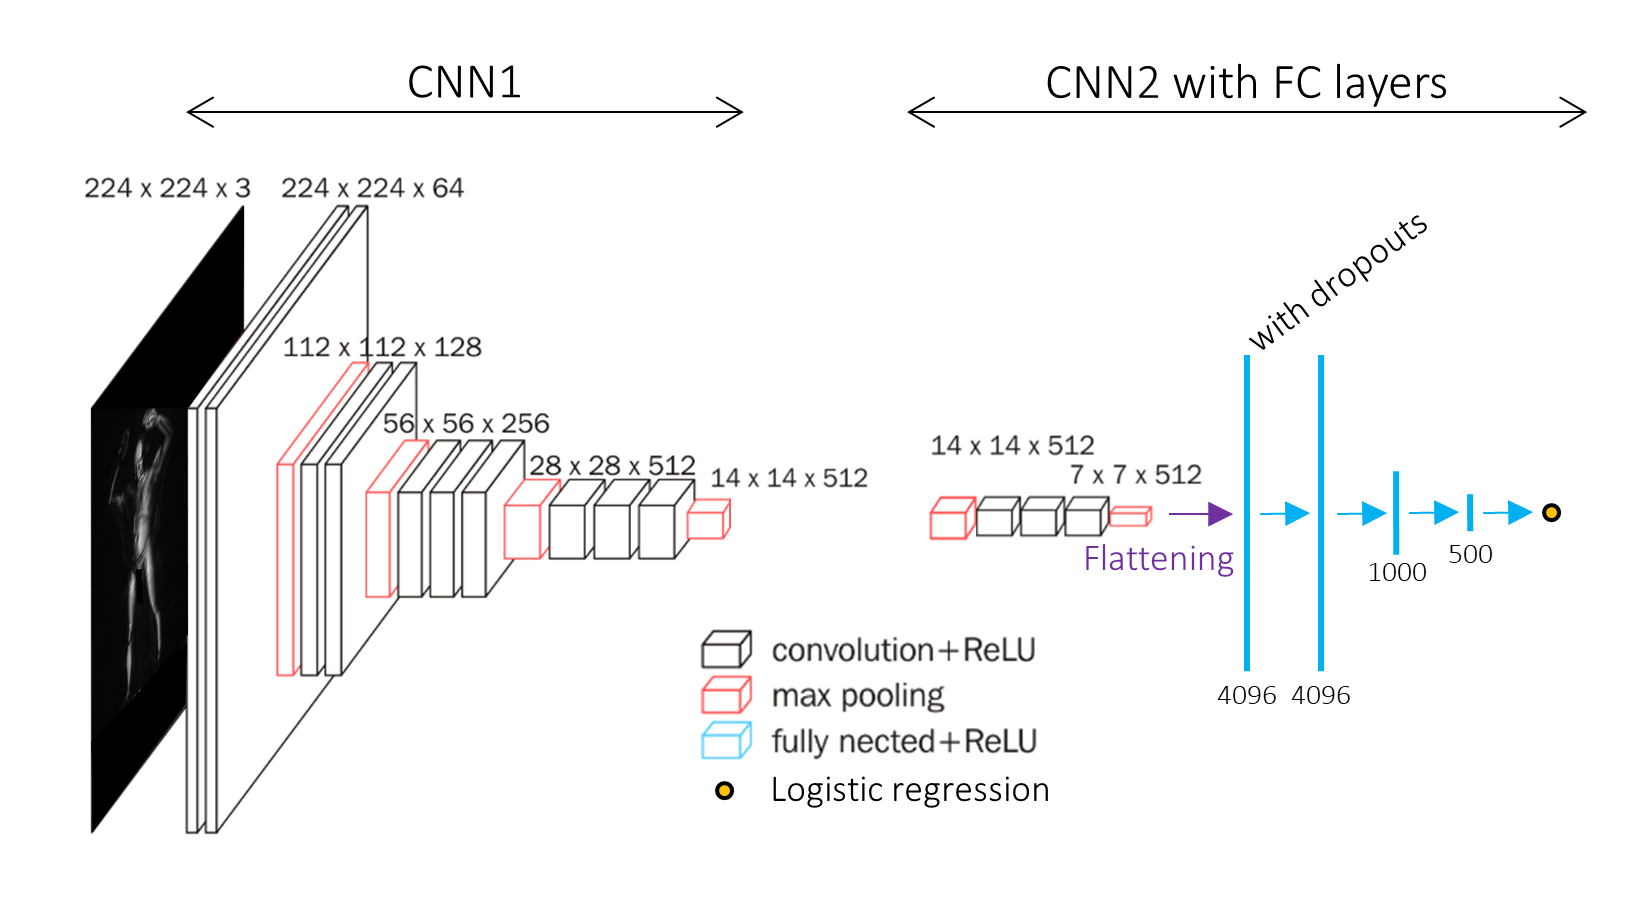 CNN1
CNN2 with FC layers
224 x 224 x 3
224 x 224 x 64
112 x 112 x 128
56 x 56 x 256
28 x 28 x 512
14 x 14 x 512
14 x 14 x 512
7 x 7 x 512
Flattening
with dropouts
4096
4096
1000
500
convolution+ReLU
max pooling
fully nected+ReLU
Logistic regression